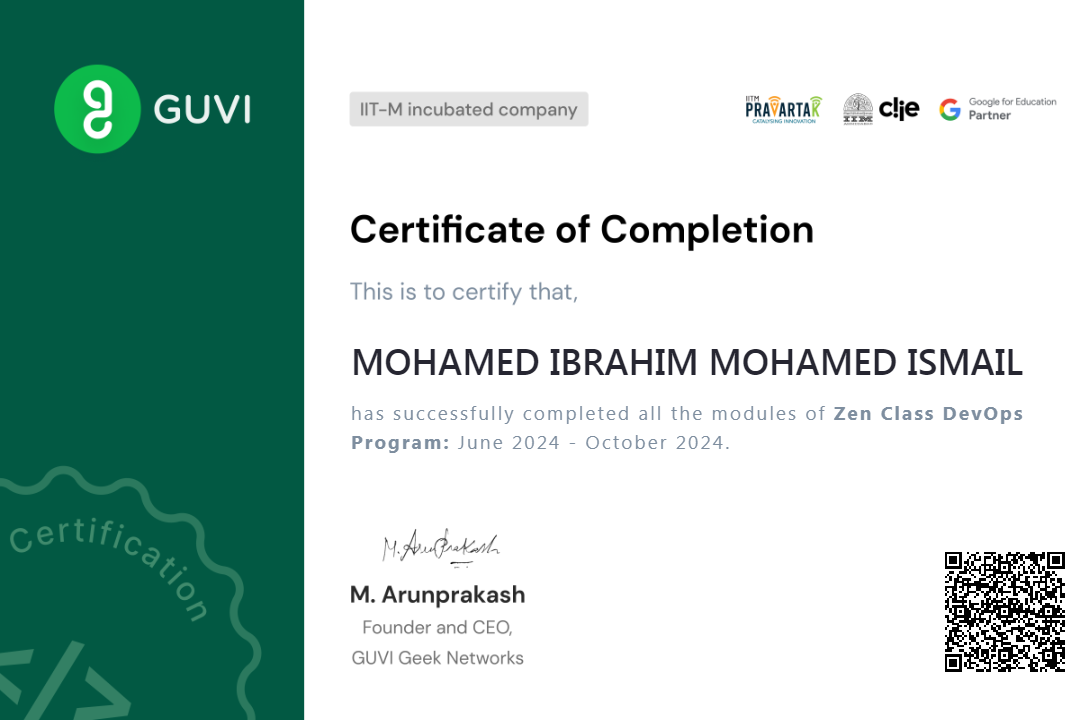 GUVI
IIT-M incubated company
IITM
PRAVARTAK
CATALYSING INNOVATION
IIM
c!ie
Google for Education
Partner
Certificate of Completion
This is to certify that,
MOHAMED IBRAHIM MOHAMED ISMAIL
has successfully completed all the modules of Zen Class DevOps
Program: June 2024 - October 2024.
Certification
</>
M. Arunprakash
M. Arunprakash
Founder and CEO,
GUVI Geek Networks